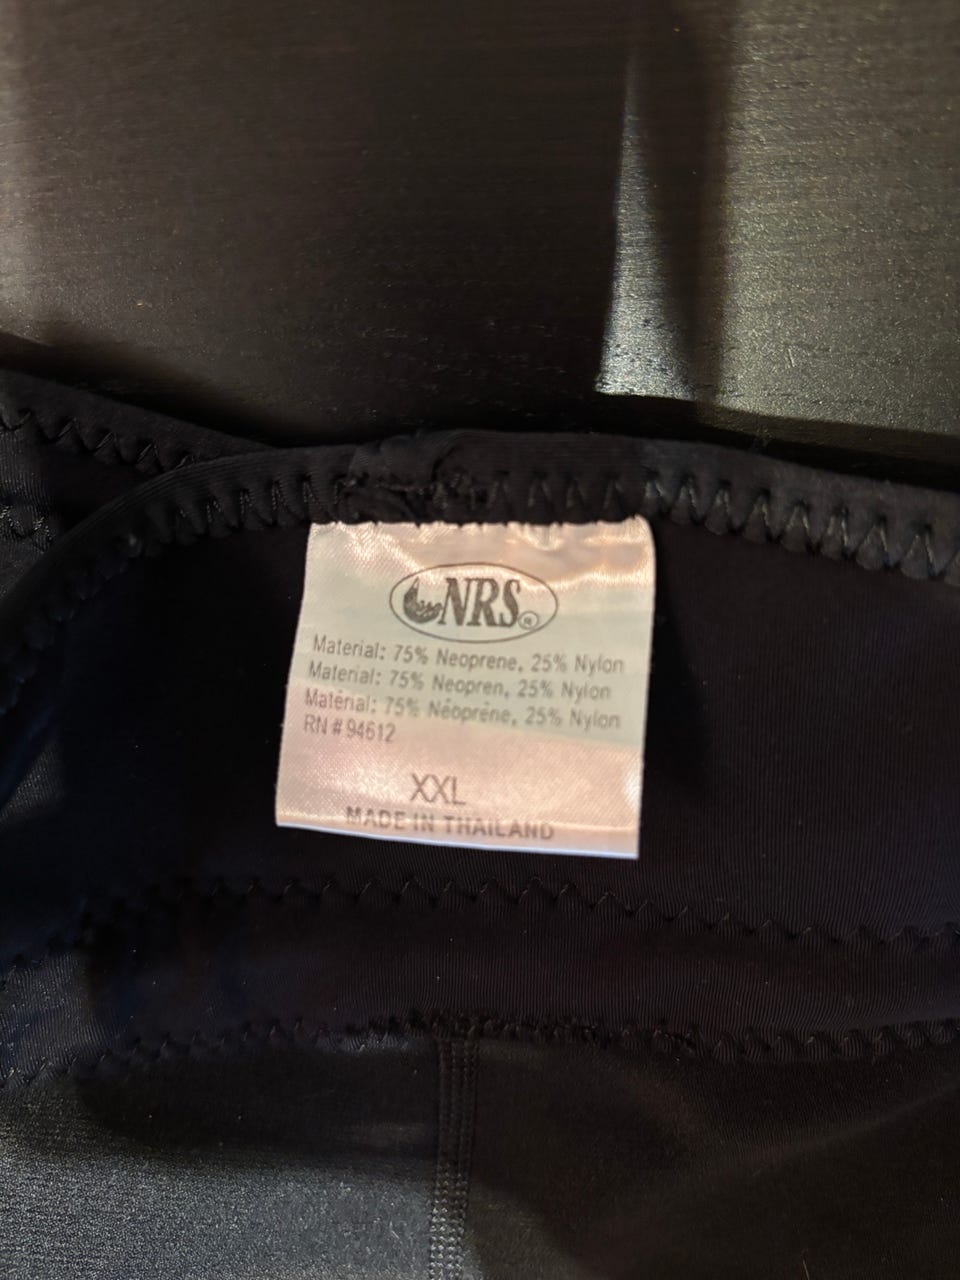 NRS®
Material: 75% Neoprene, 25% Nylon
Material: 75% Neopren, 25% Nylon
Matérial: 75% Néoprène, 25% Nylon
RN # 94612
XXL
MADE IN THAILAND